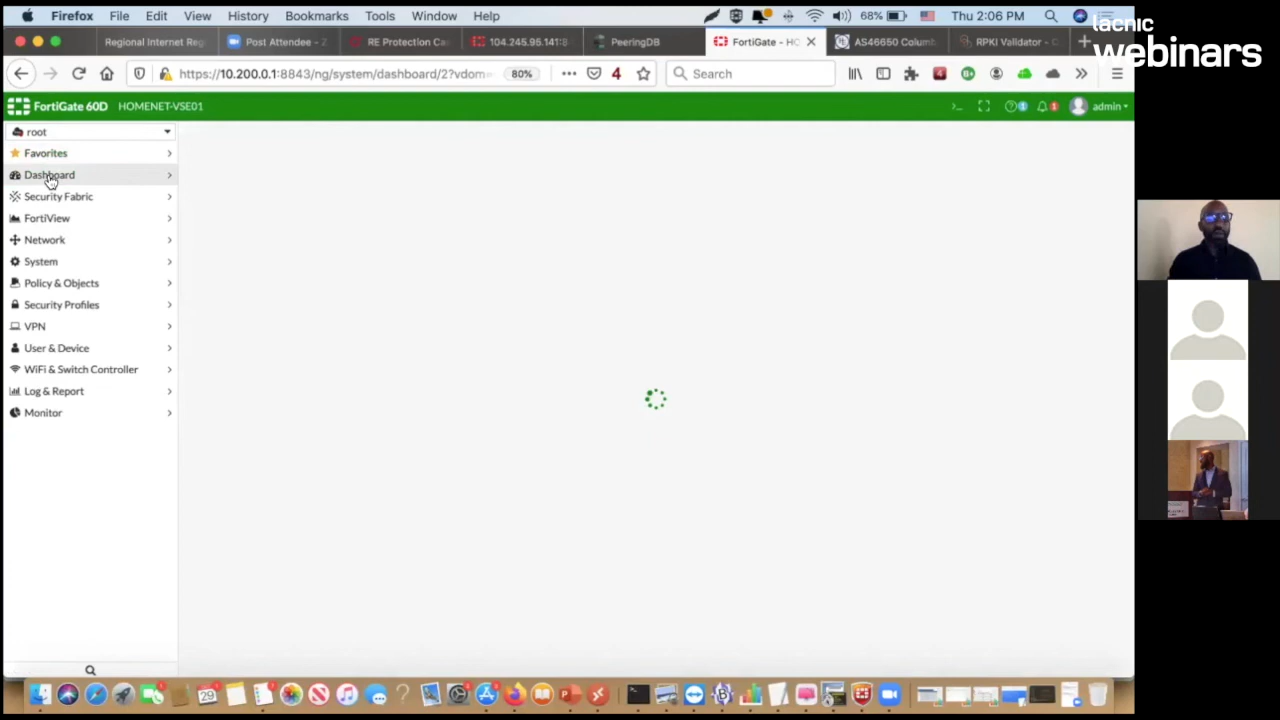 Firefox File Edit View History Bookmarks Tools Window Help 68% Thu 2:06 PM
lacnic
webinars
Regional Internet Reg Post Attendee - Z RE Protection Ca 104.245.95.141:8 PeeringDB FortiGate - HO AS46650 Colum RPKI Validator - 
https://10.200.0.1:8843/ng/system/dashboard/2?vdom= 80% 4 Search
FortiGate 60D HOMENET-VSE01 admin
root
Favorites
Dashboard
Security Fabric
FortiView
Network
System
Policy & Objects
Security Profiles
VPN
User & Device
WiFi & Switch Controller
Log & Report
Monitor
29